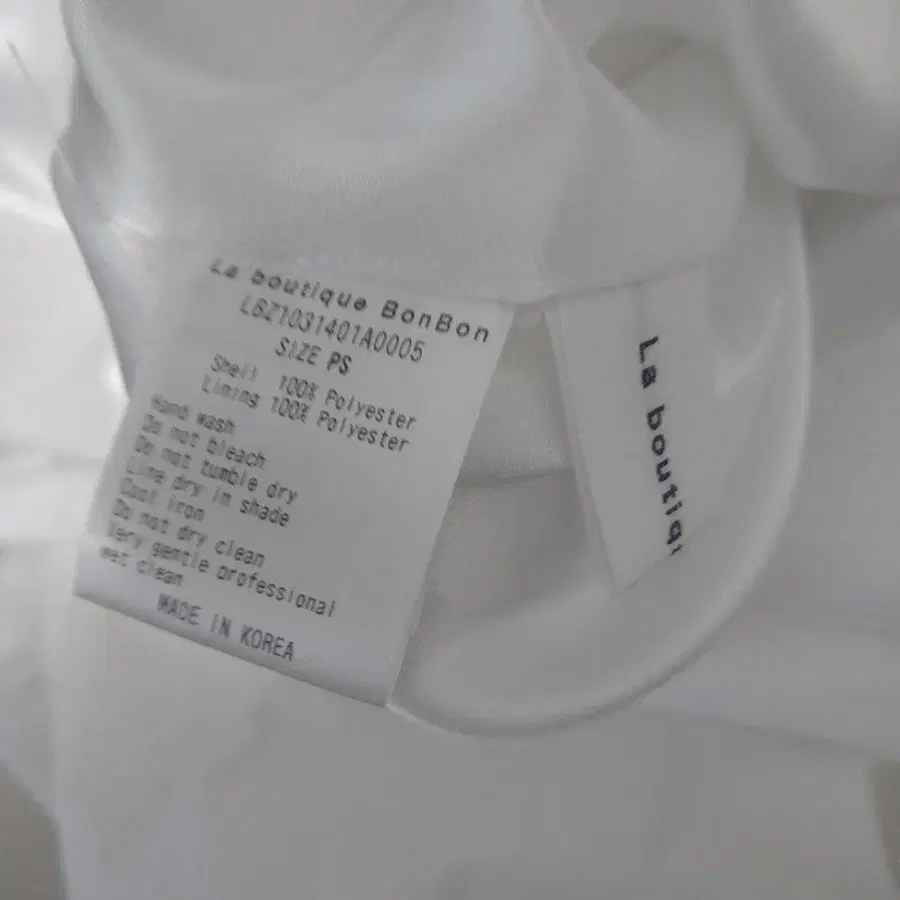 La boutique BonBon
LBZ1031401A0005
SIZE PS
Shell 100% Polyester
Lining 100% Polyester
Hand wash
Do not bleach
Do not tumble dry
Line dry in shade
Cool iron
Do not dry clean
Very gentle professional
wet clean
MADE IN KOREA
La boutiq